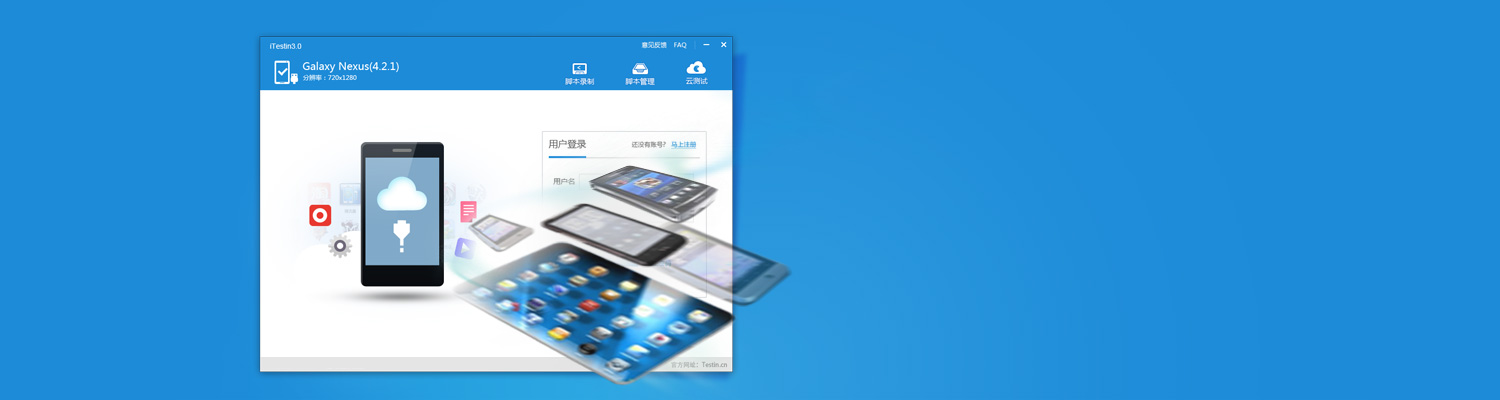 iTestin3.0
意见反馈 FAQ
Galaxy Nexus(4.2.1)
分辨率：720x1280
脚本录制 脚本管理 云测试
用户登录
还没有账号? 马上注册
用户名
官方网站：Testin.cn